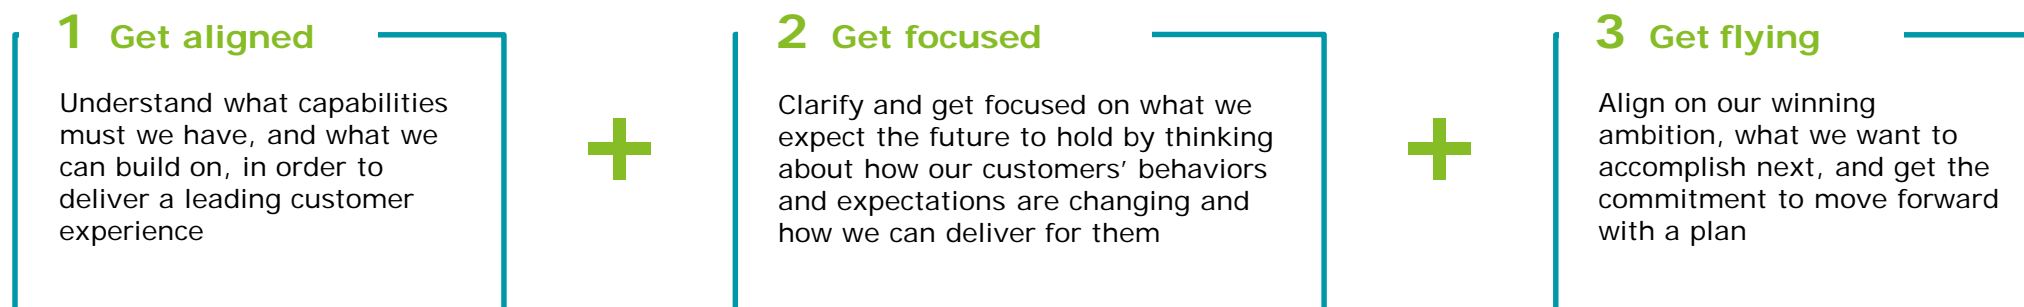 1 Get aligned
Understand what capabilities
must we have, and what we
can build on, in order to
deliver a leading customer
experience
+
2 Get focused
Clarify and get focused on what we
expect the future to hold by thinking
about how our customers’ behaviors
and expectations are changing and
how we can deliver for them
+
3 Get flying
Align on our winning
ambition, what we want to
accomplish next, and get the
commitment to move forward
with a plan